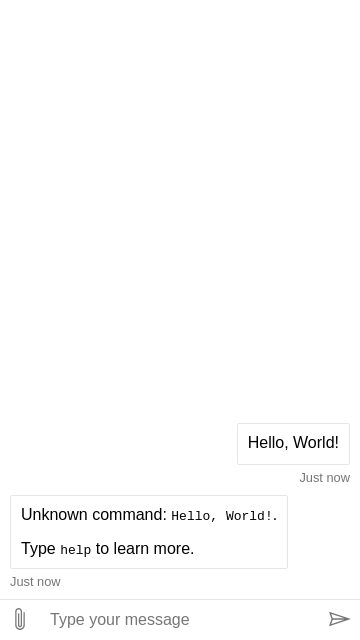 Hello, World!
Just now
Unknown command: Hello, World!.
Type help to learn more.
Just now
Type your message